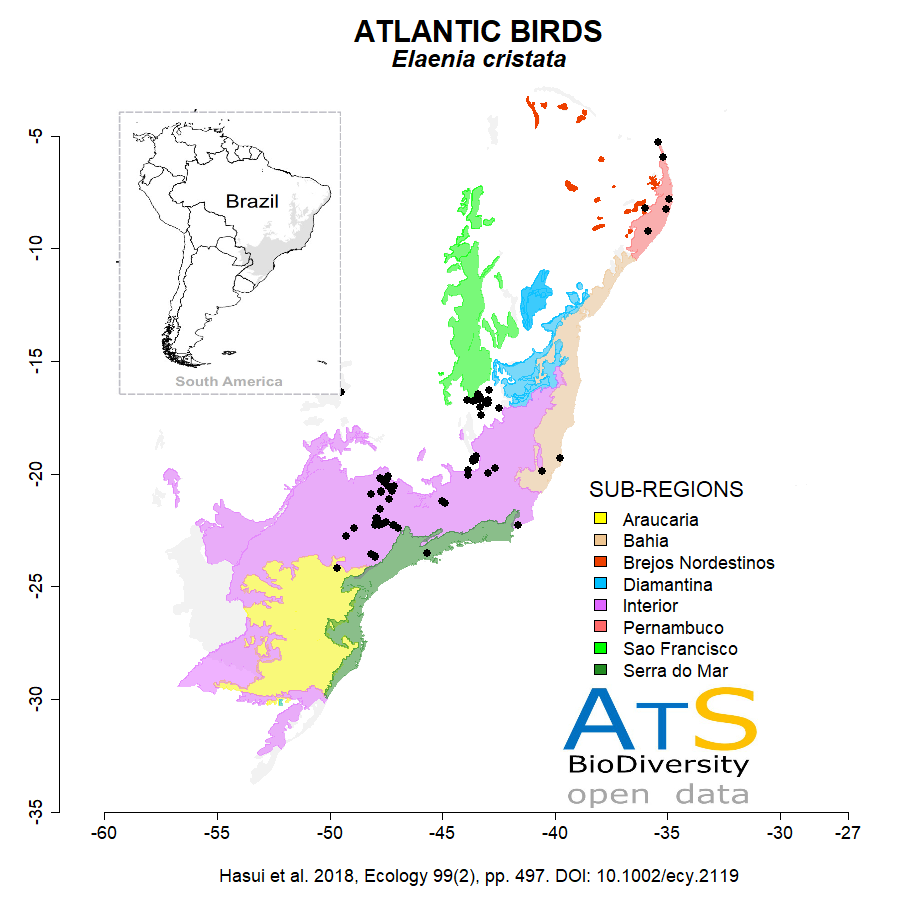 ATLANTIC BIRDS
Elaenia cristata
-5
-10
-15
-20
-25
-30
-35
Brazil
South America
SUB-REGIONS
Araucaria
Bahia
Brejos Nordestinos
Diamantina
Interior
Pernambuco
Sao Francisco
Serra do Mar
ATS
BioDiversity
open data
-60 -55 -50 -45 -40 -35 -30 -27
Hasui et al. 2018, Ecology 99(2), pp. 497. DOI: 10.1002/ecy.2119